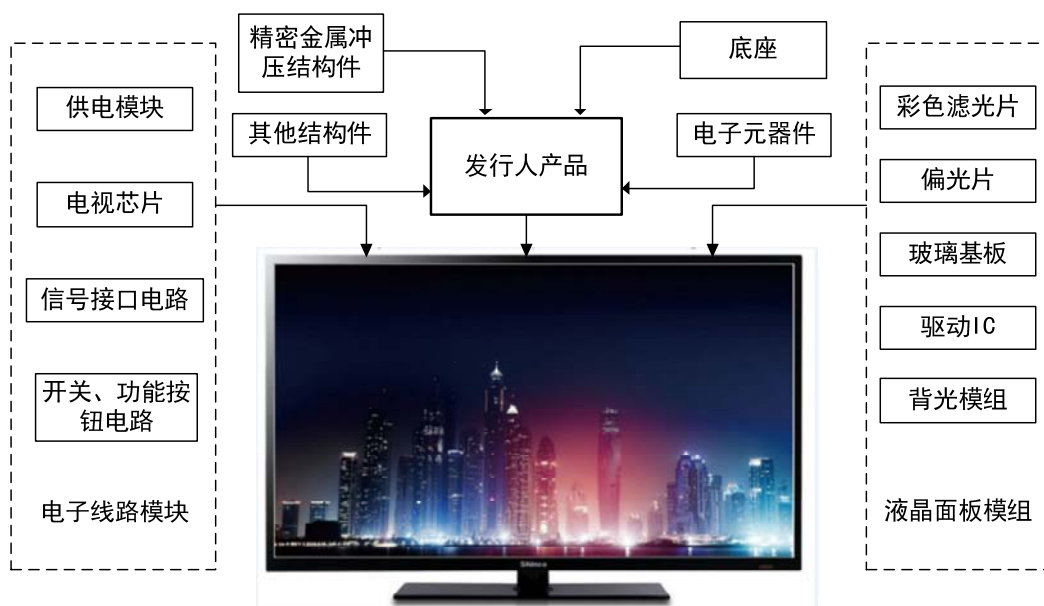 精密金属冲
压结构件
底座
其他结构件
电子元器件
发行人产品
供电模块
电视芯片
信号接口电路
开关、功能按
钮电路
电子线路模块
彩色滤光片
偏光片
玻璃基板
驱动IC
背光模组
液晶面板模组
Shinco